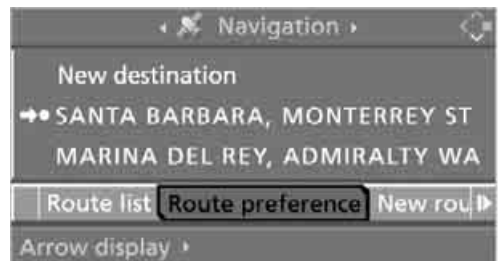 Navigation
New destination
SANTA BARBARA, MONTERREY ST
MARINA DEL REY, ADMIRALTY WA
Route list Route preference New rou
Arrow display